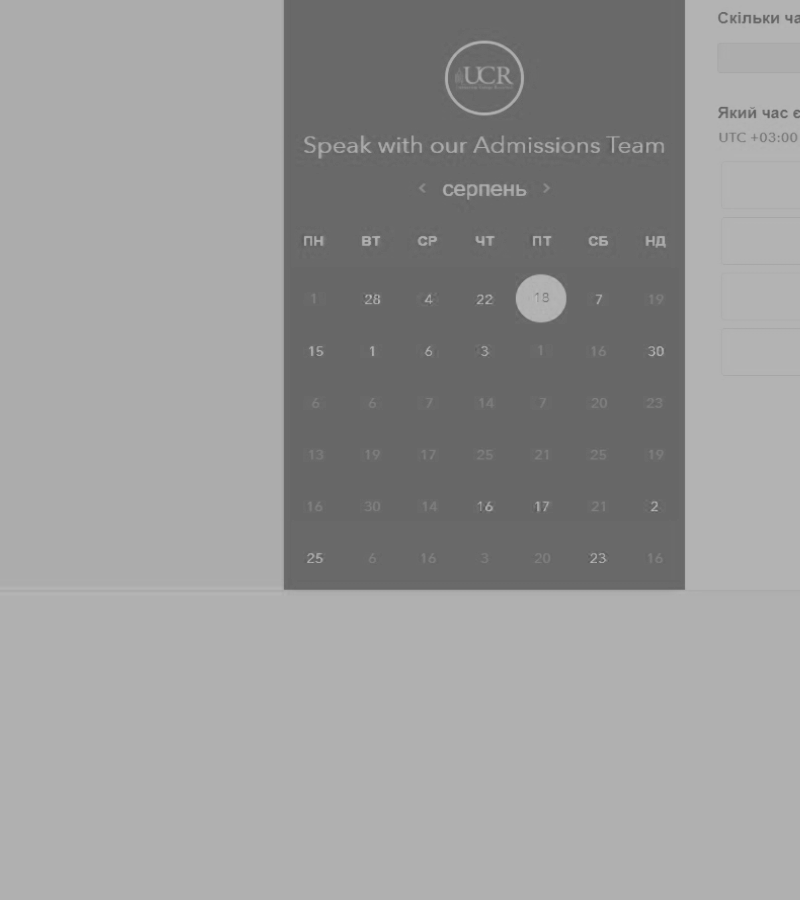 Скільки ча
UCR
Який час є
UTC +03:00
Speak with our Admissions Team
‹ серпень ›
ПН ВТ СР ЧТ ПТ СБ НД
1 28 4 22 18 7 19
15 1 6 3 1 16 30
6 6 7 14 7 20 23
13 19 17 25 21 25 19
16 30 14 16 17 21 2
25 6 16 3 20 23 16